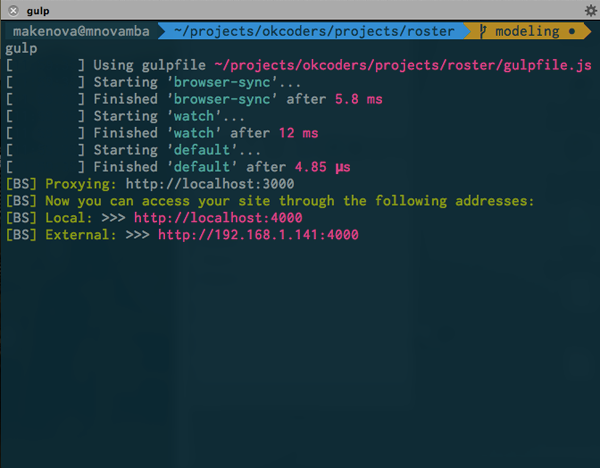 gulp
makenova@mnovamba ~/projects/okcoders/projects/roster modeling ●
gulp
[        ] Using gulpfile ~/projects/okcoders/projects/roster/gulpfile.js
[        ] Starting 'browser-sync'...
[        ] Finished 'browser-sync' after 5.8 ms
[        ] Starting 'watch'...
[        ] Finished 'watch' after 12 ms
[        ] Starting 'default'...
[        ] Finished 'default' after 4.85 μs
[BS] Proxying: http://localhost:3000
[BS] Now you can access your site through the following addresses:
[BS] Local: >>> http://localhost:4000
[BS] External: >>> http://192.168.1.141:4000